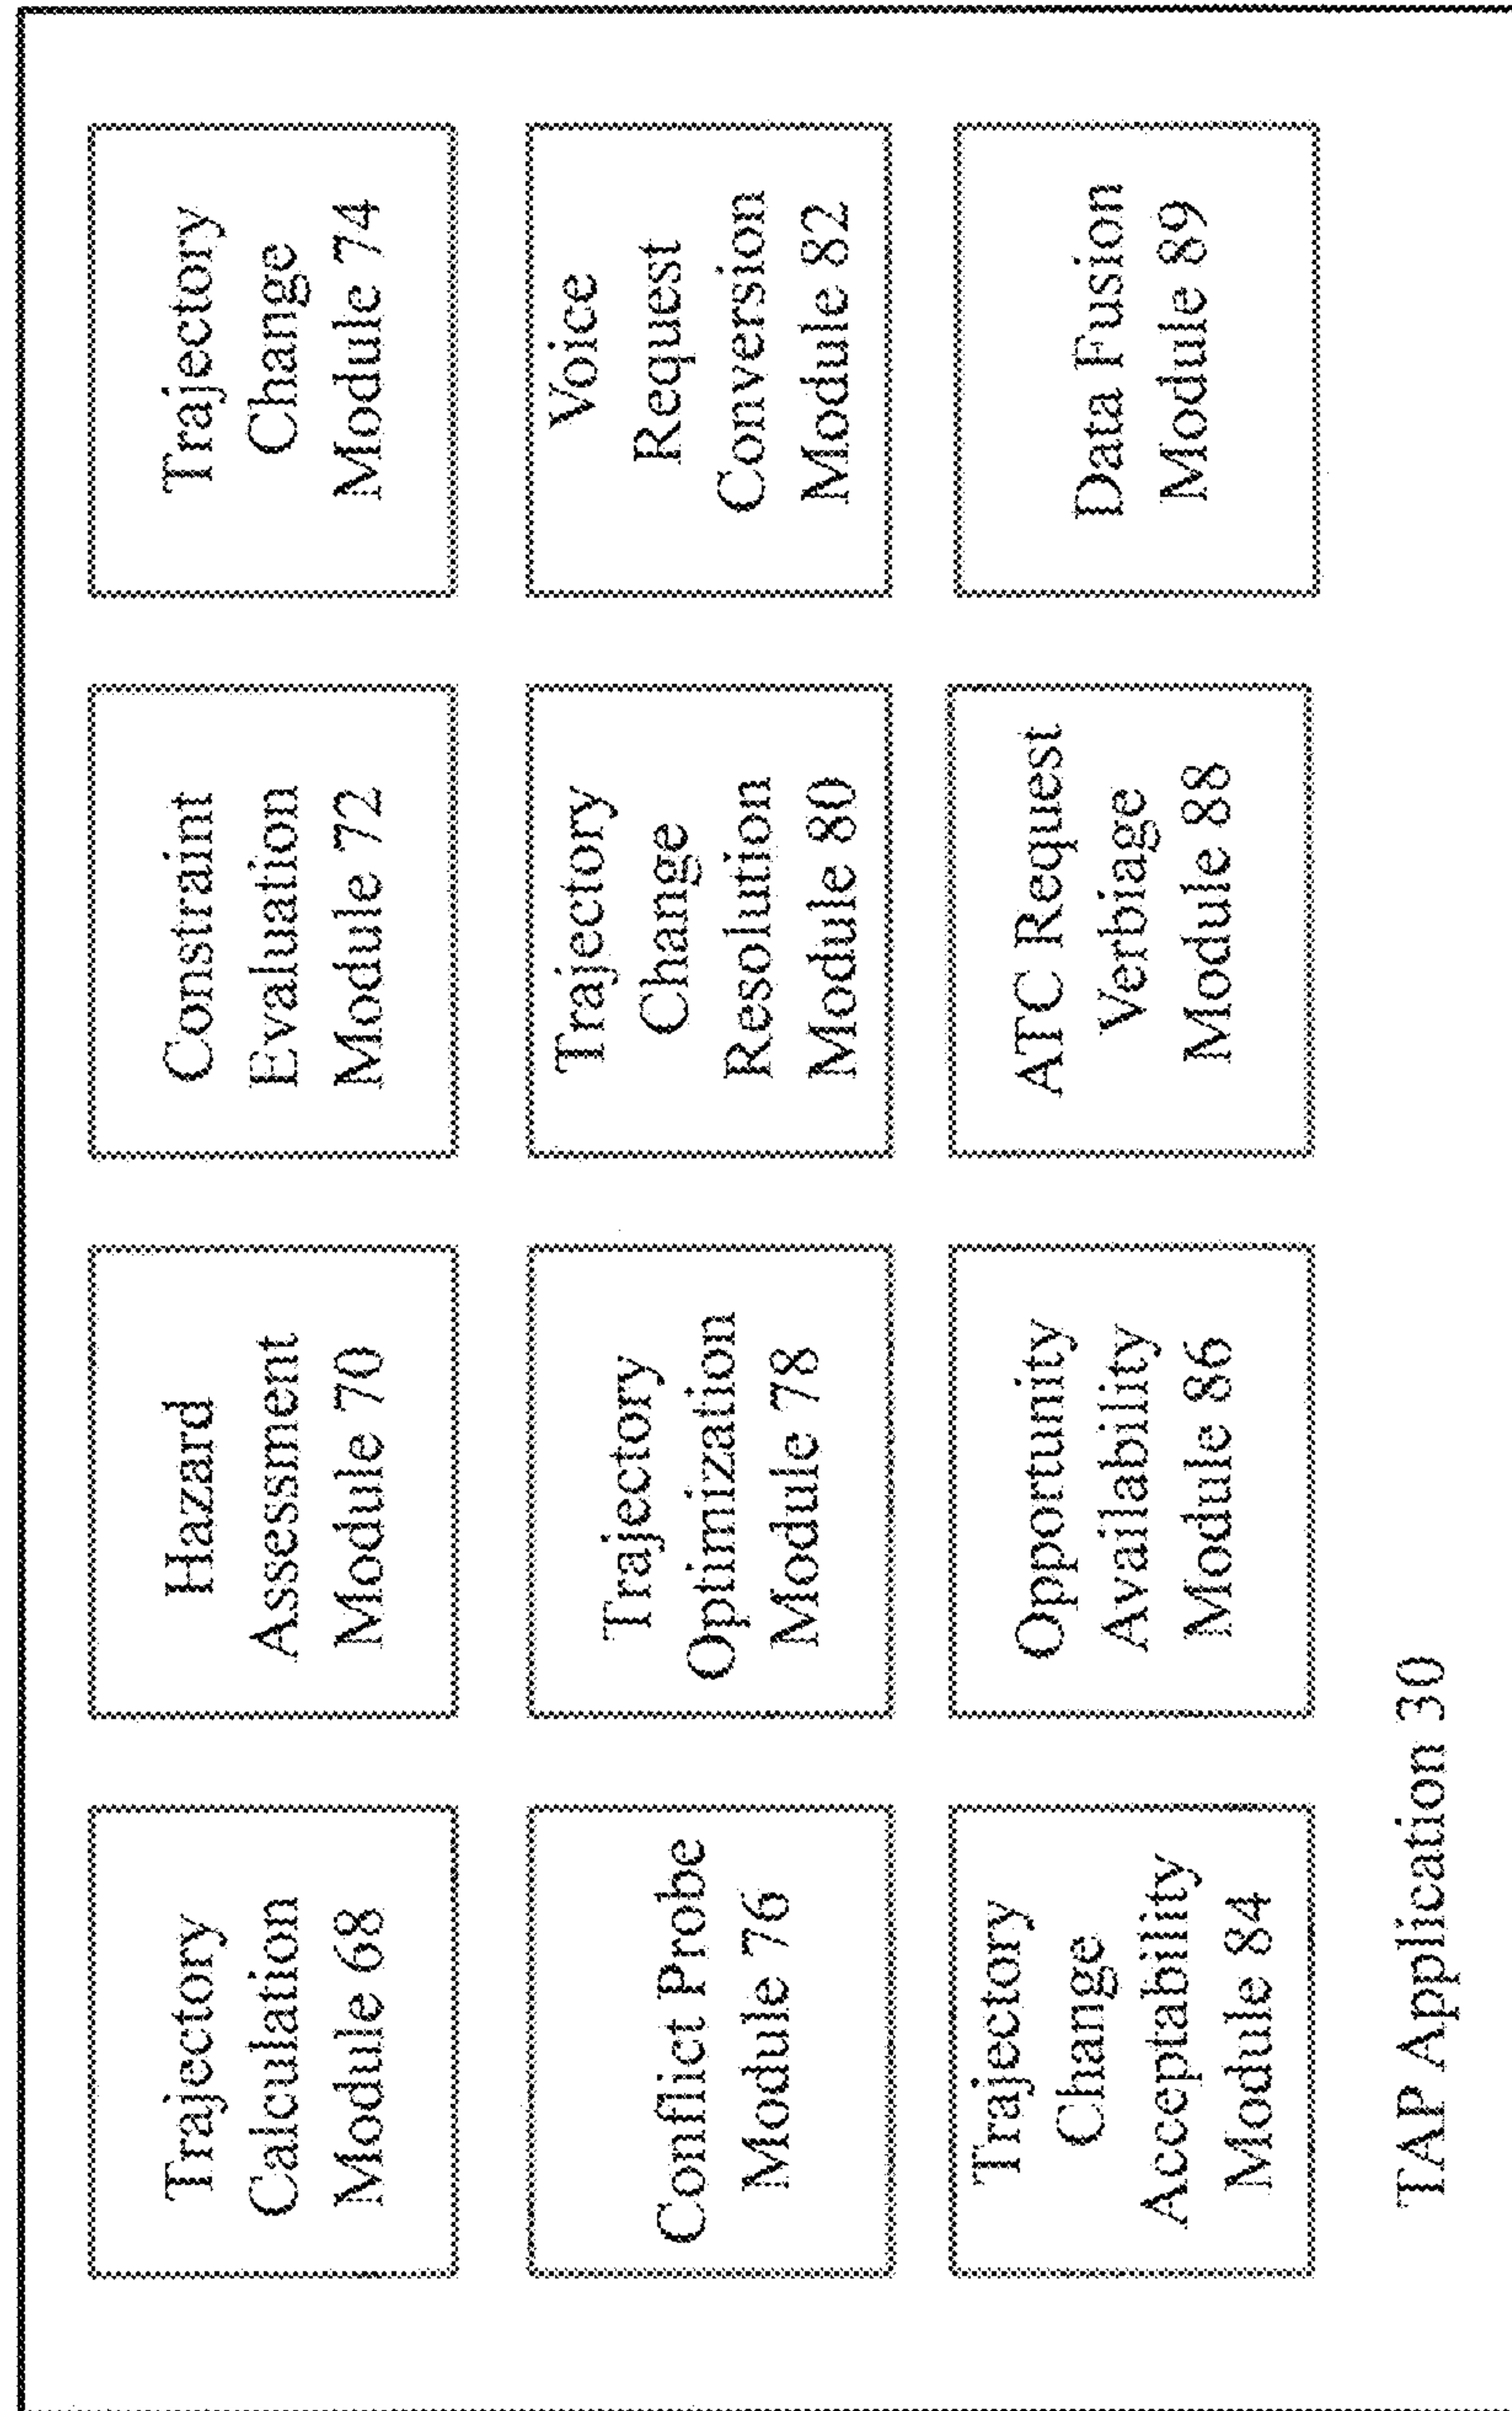 Trajectory
Calculation
Module 68
Hazard
Assessment
Module 70
Constraint
Evaluation
Module 72
Trajectory
Change
Module 74
Conflict Probe
Module 76
Trajectory
Optimization
Module 78
Trajectory
Change
Resolution
Module 80
Voice
Request
Conversion
Module 82
Trajectory
Change
Acceptability
Module 84
Opportunity
Availability
Module 86
ATC Request
Verbiage
Module 88
Data Fusion
Module 89
TAP Application 30